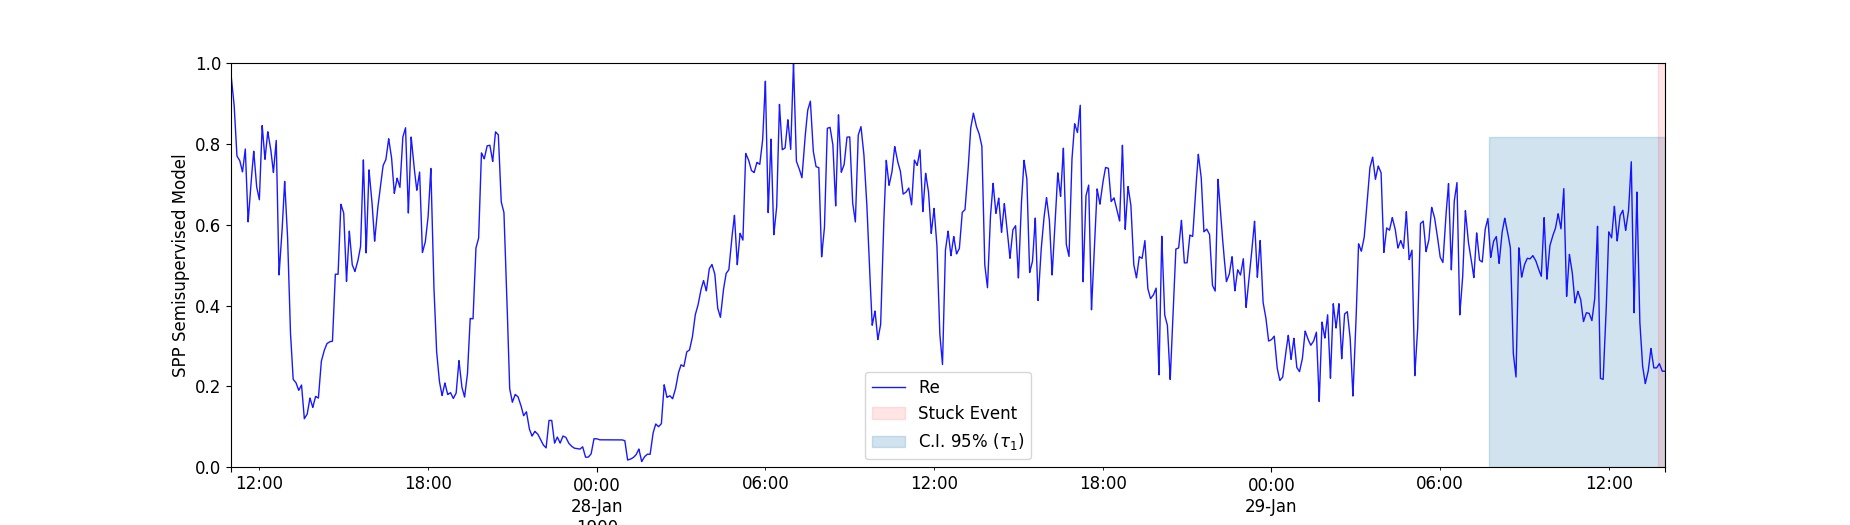 SPP Semisupervised Model
1.0
0.8
0.6
0.4
0.2
0.0
Re
Stuck Event
C.I. 95% (τ₁)
12:00 18:00 00:00 06:00 12:00 18:00 00:00 06:00 12:00
28-Jan 29-Jan
1900